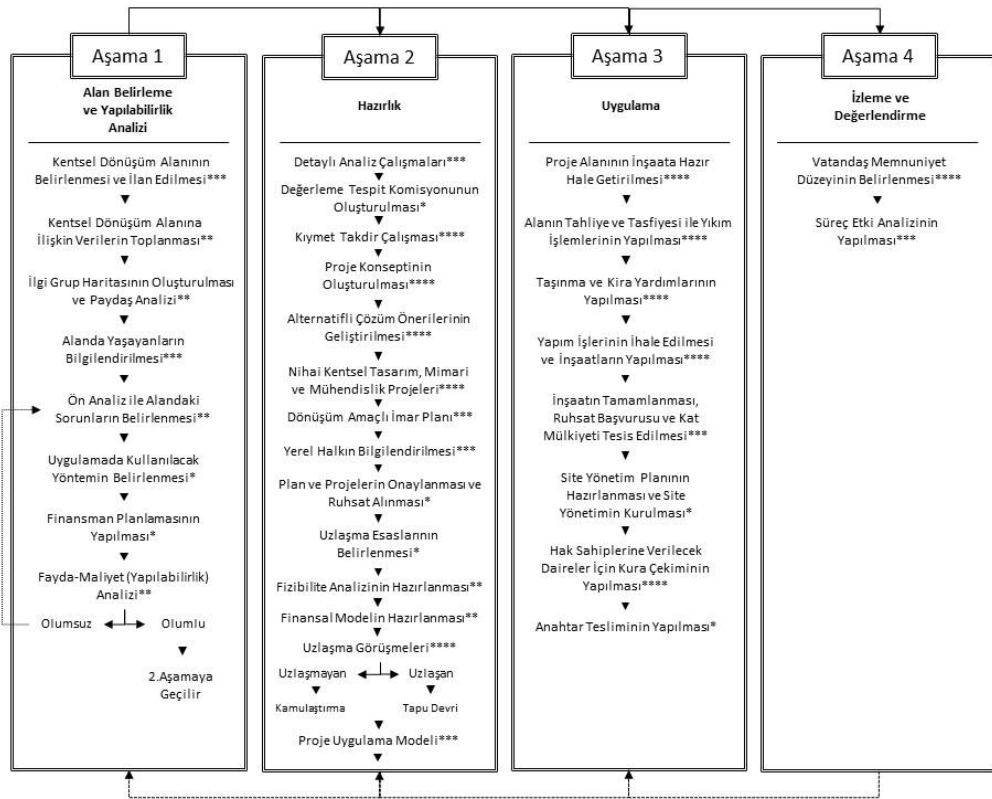 Aşama 1
Alan Belirleme
ve Yapılabilirlik
Analizi
Kentsel Dönüşüm Alanının
Belirlenmesi ve İlan Edilmesi***
Kentsel Dönüşüm Alanına
İlişkin Verilerin Toplanması**
İlgi Grup Haritasının Oluşturulması
ve Paydaş Analizi**
Alanda Yaşayanların
Bilgilendirilmesi***
Ön Analiz ile Alandaki
Sorunların Belirlenmesi**
Uygulamada Kullanılacak
Yöntemin Belirlenmesi*
Finansman Planlamasının
Yapılması*
Fayda-Maliyet (Yapılabilirlik)
Analizi**
Olumsuz Olumlu
2.Aşamaya
Geçilir
Aşama 2
Hazırlık
Detaylı Analiz Çalışmaları***
Değerleme Tespit Komisyonunun
Oluşturulması*
Kıymet Takdir Çalışması****
Proje Konseptinin
Oluşturulması****
Alternatifli Çözüm Önerilerinin
Geliştirilmesi****
Nihai Kentsel Tasarım, Mimari
ve Mühendislik Projeleri****
Dönüşüm Amaçlı İmar Planı***
Yerel Halkın Bilgilendirilmesi***
Plan ve Projelerin Onaylanması ve
Ruhsat Alınması*
Uzlaşma Esaslarının
Belirlenmesi*
Fizibilite Analizinin Hazırlanması**
Finansal Modelin Hazırlanması**
Uzlaşma Görüşmeleri****
Uzlaşmayan Uzlaşan
Kamulaştırma Tapu Devri
Proje Uygulama Modeli***
Aşama 3
Uygulama
Proje Alanının İnşaata Hazır
Hale Getirilmesi****
Alanın Tahliye ve Tasfiyesi ile Yıkım
İşlemlerinin Yapılması****
Taşınma ve Kira Yardımlarının
Yapılması****
Yapım İşlerinin İhale Edilmesi
ve İnşaatların Yapılması****
İnşaatın Tamamlanması,
Ruhsat Başvurusu ve Kat
Mülkiyeti Tesis Edilmesi***
Site Yönetim Planının
Hazırlanması ve Site
Yönetimin Kurulması*
Hak Sahiplerine Verilecek
Daireler İçin Kura Çekiminin
Yapılması****
Anahtar Tesliminin Yapılması*
Aşama 4
İzleme ve
Değerlendirme
Vatandaş Memnuniyet
Düzeyinin Belirlenmesi****
Süreç Etki Analizinin
Yapılması***